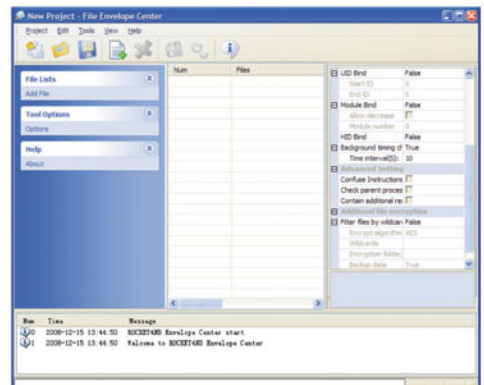 New Project - File Envelope Center
Project Edit Tools View Help
File Lists
Add File
Tool Options
Options
Help
About
Num Files
UID Bind False
Start ID 0
End ID 0
Module Bind False
Allow decrease
Module number 0
HID Bind False
Background timing ch True
Time interval(S): 10
Advanced Setting
Confuse Instructions
Check parent proces
Contain additonal re
Additional file encryption
Filter files by wildcar False
Encrypt algorithm AES
Wildcards
Encryption folder
Backup data True
Num Time Message
0 2008-12-15 13:44:50 ROCKEY4ND Envelope Center start
1 2008-12-15 13:44:50 Welcome to ROCKEY4ND Envelope Center